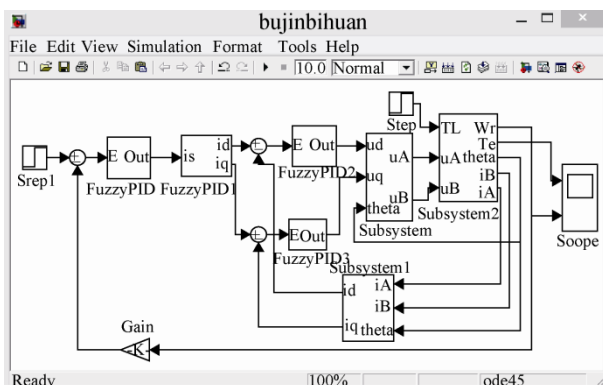 bujinbihuan
File Edit View Simulation Format Tools Help
10.0 Normal
Step
TL Wr
Te
uA theta
iB
uB iA
Subsystem2
Srep1
E Out
FuzzyPID
is id
iq
FuzzyPID1
E Out
FuzzyPID2
ud
uA
uq
uB
theta
Subsystem
Soope
EOut
FuzzyPID3
Subsystem1
id iA
iB
iq theta
Gain
-K-
Ready 100% ode45